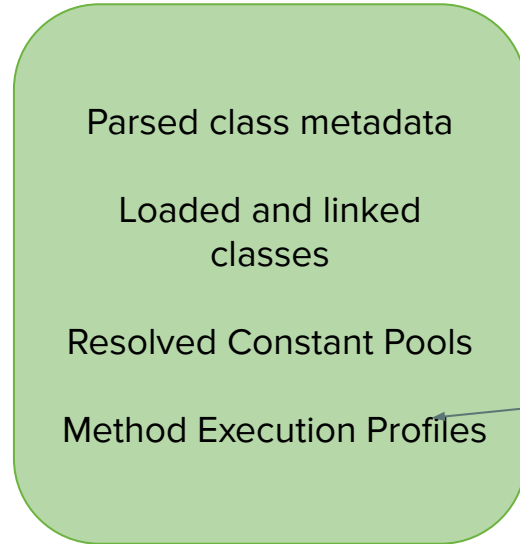 Parsed class metadata
Loaded and linked
classes
Resolved Constant Pools
Method Execution Profiles